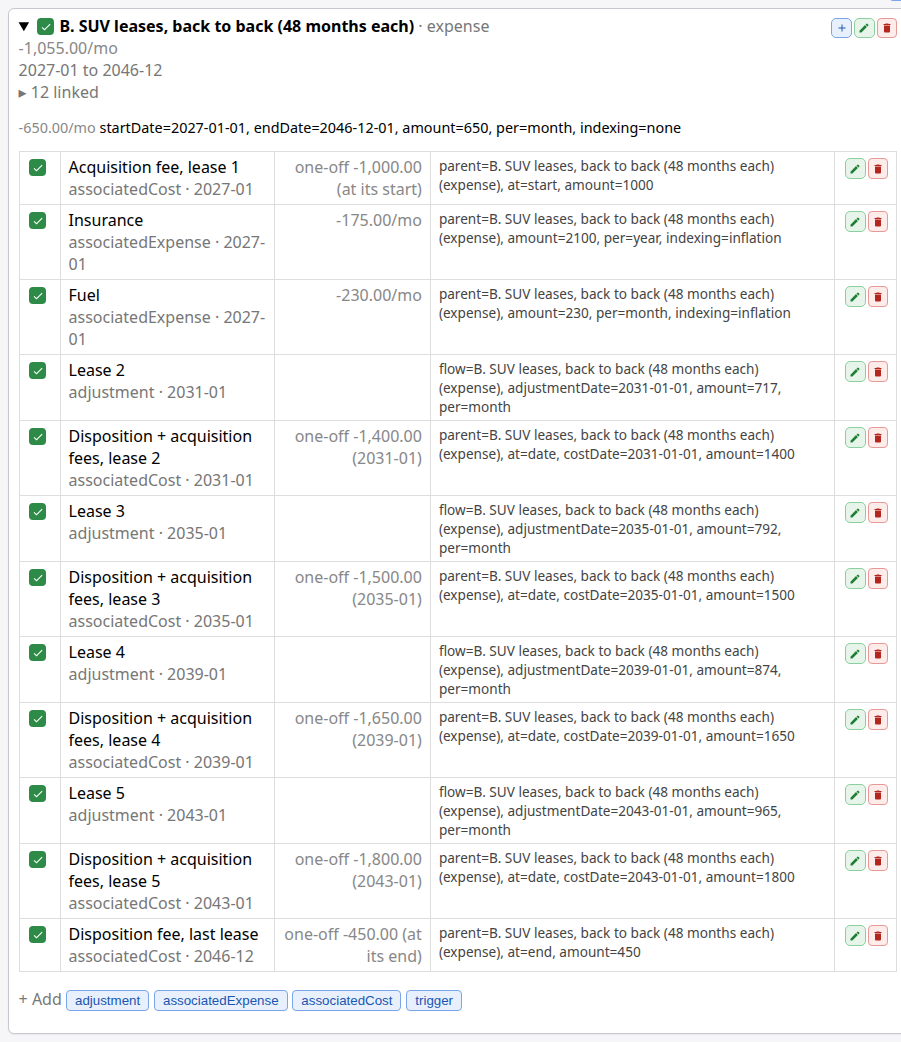 ▼ B. SUV leases, back to back (48 months each) · expense
-1,055.00/mo
2027-01 to 2046-12
▸ 12 linked
-650.00/mo startDate=2027-01-01, endDate=2046-12-01, amount=650, per=month, indexing=none
Acquisition fee, lease 1
associatedCost · 2027-01
one-off -1,000.00
(at its start)
parent=B. SUV leases, back to back (48 months each)
(expense), at=start, amount=1000
Insurance
associatedExpense · 2027-
01
-175.00/mo
parent=B. SUV leases, back to back (48 months each)
(expense), amount=2100, per=year, indexing=inflation
Fuel
associatedExpense · 2027-
01
-230.00/mo
parent=B. SUV leases, back to back (48 months each)
(expense), amount=230, per=month, indexing=inflation
Lease 2
adjustment · 2031-01
flow=B. SUV leases, back to back (48 months each)
(expense), adjustmentDate=2031-01-01, amount=717,
per=month
Disposition + acquisition
fees, lease 2
associatedCost · 2031-01
one-off -1,400.00
(2031-01)
parent=B. SUV leases, back to back (48 months each)
(expense), at=date, costDate=2031-01-01, amount=1400
Lease 3
adjustment · 2035-01
flow=B. SUV leases, back to back (48 months each)
(expense), adjustmentDate=2035-01-01, amount=792,
per=month
Disposition + acquisition
fees, lease 3
associatedCost · 2035-01
one-off -1,500.00
(2035-01)
parent=B. SUV leases, back to back (48 months each)
(expense), at=date, costDate=2035-01-01, amount=1500
Lease 4
adjustment · 2039-01
flow=B. SUV leases, back to back (48 months each)
(expense), adjustmentDate=2039-01-01, amount=874,
per=month
Disposition + acquisition
fees, lease 4
associatedCost · 2039-01
one-off -1,650.00
(2039-01)
parent=B. SUV leases, back to back (48 months each)
(expense), at=date, costDate=2039-01-01, amount=1650
Lease 5
adjustment · 2043-01
flow=B. SUV leases, back to back (48 months each)
(expense), adjustmentDate=2043-01-01, amount=965,
per=month
Disposition + acquisition
fees, lease 5
associatedCost · 2043-01
one-off -1,800.00
(2043-01)
parent=B. SUV leases, back to back (48 months each)
(expense), at=date, costDate=2043-01-01, amount=1800
Disposition fee, last lease
associatedCost · 2046-12
one-off -450.00 (at
its end)
parent=B. SUV leases, back to back (48 months each)
(expense), at=end, amount=450
+ Add adjustment associatedExpense associatedCost trigger